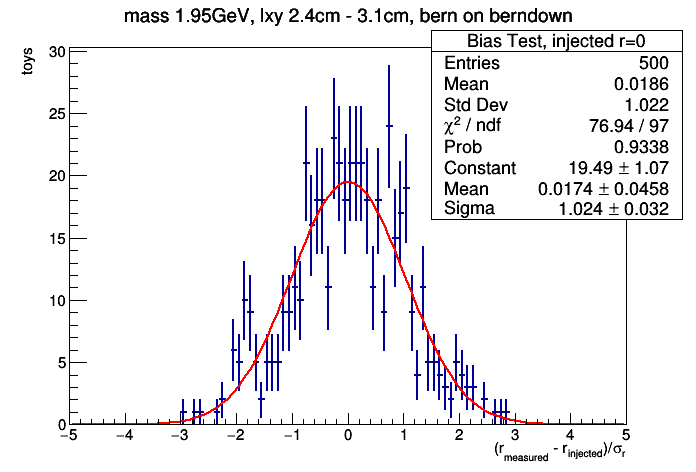 mass 1.95GeV, lxy 2.4cm - 3.1cm, bern on berndown
toys
Bias Test, injected r=0
Entries 500
Mean 0.0186
Std Dev 1.022
χ² / ndf 76.94 / 97
Prob 0.9338
Constant 19.49 ± 1.07
Mean 0.0174 ± 0.0458
Sigma 1.024 ± 0.032
30
25
20
15
10
5
0
−5 −4 −3 −2 −1 0 1 2 3 4 5
(r_measured - r_injected)/σ_r